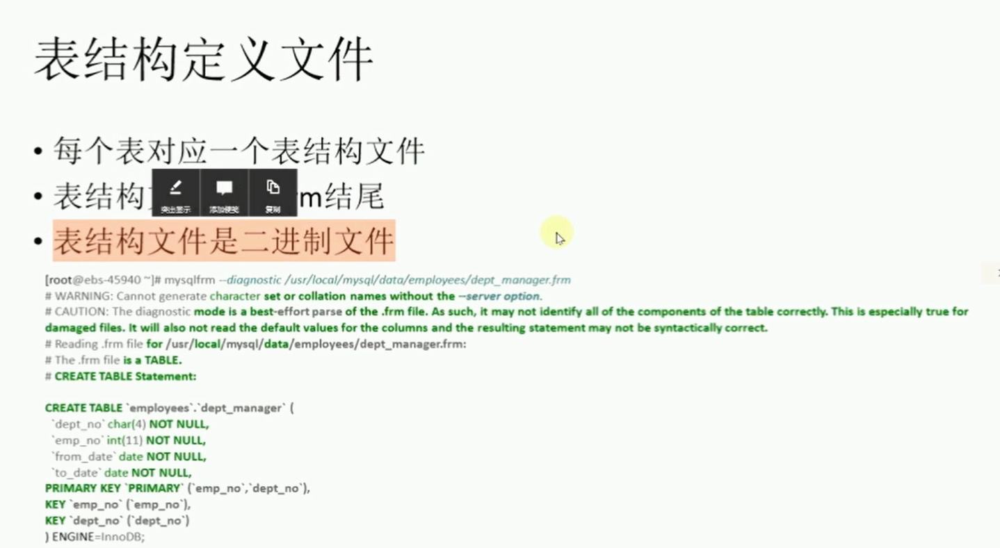 表结构定义文件
• 每个表对应一个表结构文件
• 表结构 rm结尾
突出显示 添加便笺 复制
• 表结构文件是二进制文件
[root@ebs-45940 ~]# mysqlfrm --diagnostic /usr/local/mysql/data/employees/dept_manager.frm
# WARNING: Cannot generate character set or collation names without the --server option.
# CAUTION: The diagnostic mode is a best-effort parse of the .frm file. As such, it may not identify all of the components of the table correctly. This is especially true for
damaged files. It will also not read the default values for the columns and the resulting statement may not be syntactically correct.
# Reading .frm file for /usr/local/mysql/data/employees/dept_manager.frm:
# The .frm file is a TABLE.
# CREATE TABLE Statement:
CREATE TABLE `employees`.`dept_manager` (
`dept_no` char(4) NOT NULL,
`emp_no` int(11) NOT NULL,
`from_date` date NOT NULL,
`to_date` date NOT NULL,
PRIMARY KEY `PRIMARY` (`emp_no`,`dept_no`),
KEY `emp_no` (`emp_no`),
KEY `dept_no` (`dept_no`)
) ENGINE=InnoDB;